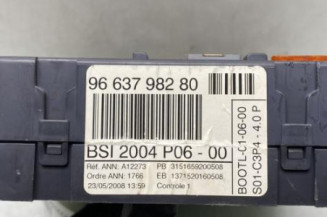 96 637 982 80
BSI 2004 P06 - 00
Réf. ANN: A12273 PB 3151659200508
Ordre ANN: 1766 EB 1371520160508
23/05/2008 13:59 Controle 1
BOOTL-C1-06-00
S01-C3P4 - 4.0 P